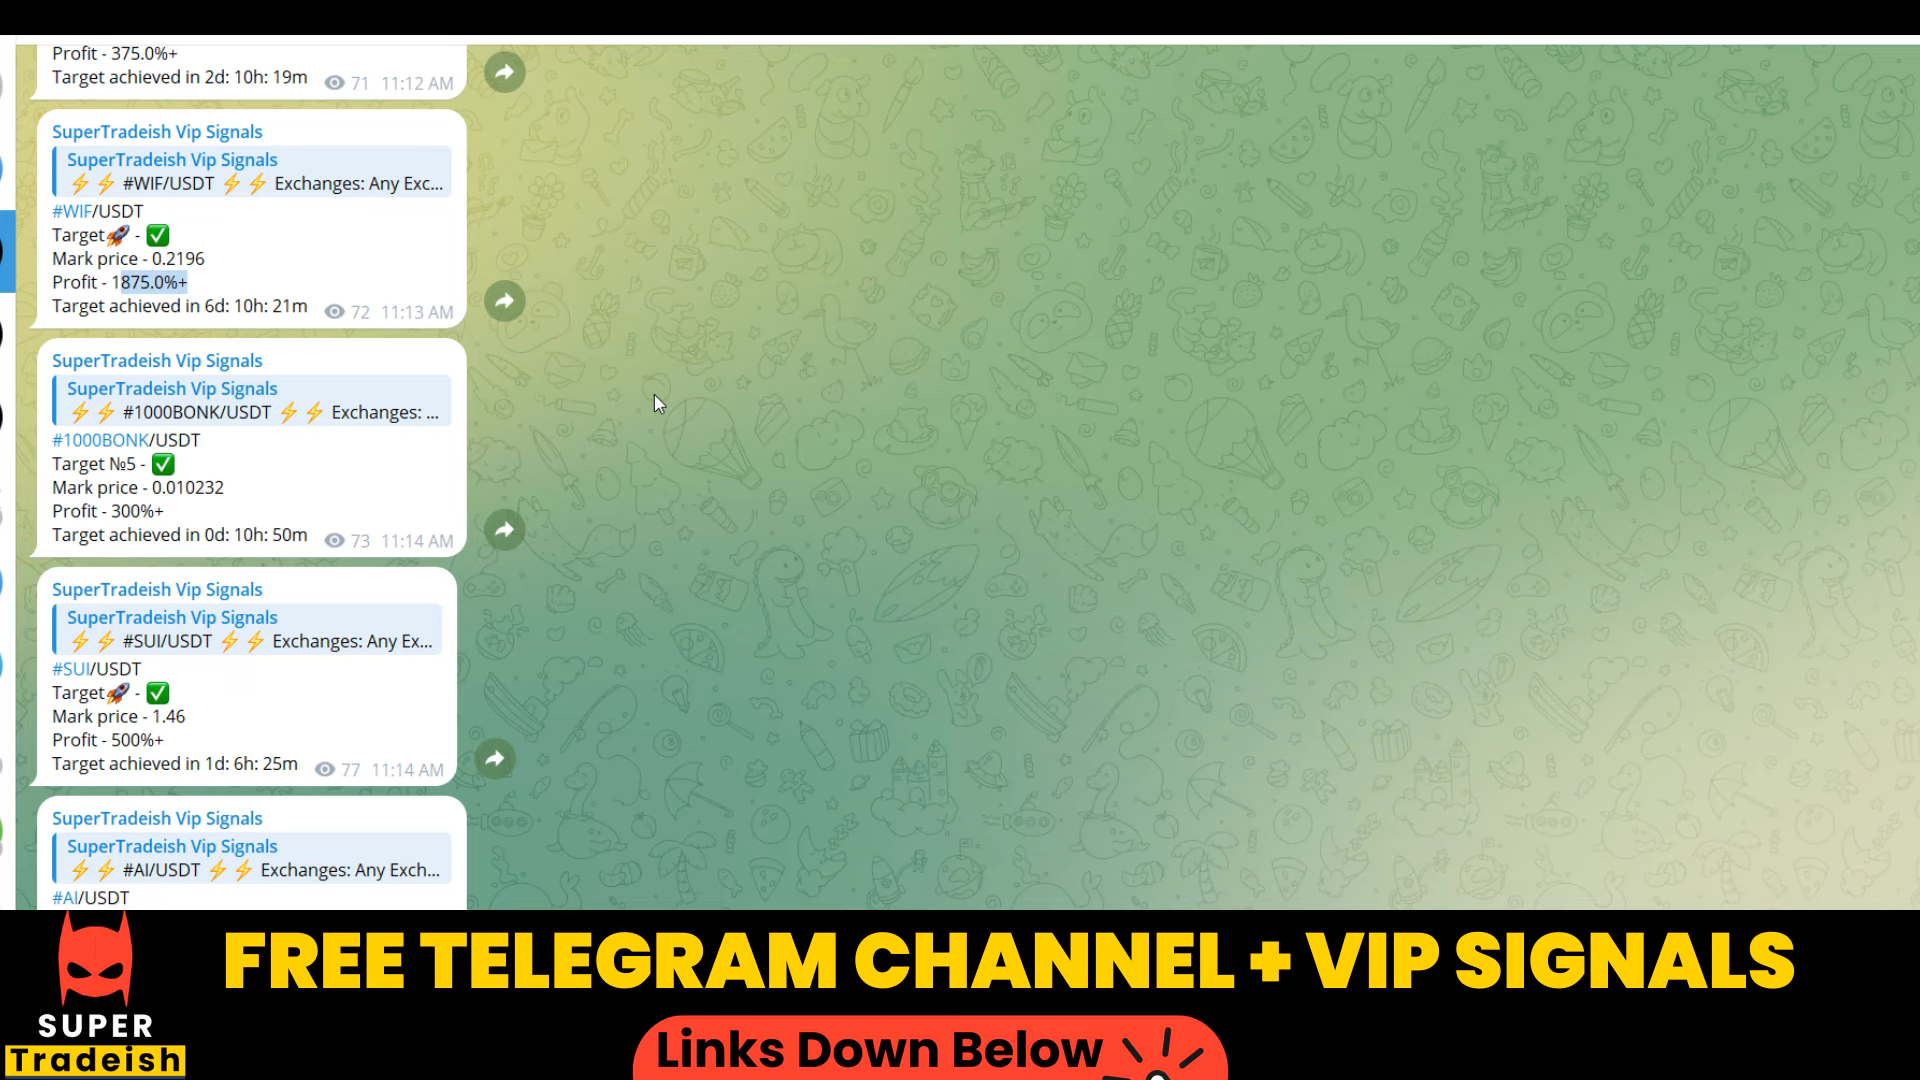 Profit - 375.0%+
Target achieved in 2d: 10h: 19m 71 11:12 AM
SuperTradeish Vip Signals
SuperTradeish Vip Signals
⚡ ⚡ #WIF/USDT ⚡ ⚡ Exchanges: Any Exc...
#WIF/USDT
Target🚀 - ✅
Mark price - 0.2196
Profit - 1875.0%+
Target achieved in 6d: 10h: 21m 72 11:13 AM
SuperTradeish Vip Signals
SuperTradeish Vip Signals
⚡ ⚡ #1000BONK/USDT ⚡ ⚡ Exchanges: ...
#1000BONK/USDT
Target №5 - ✅
Mark price - 0.010232
Profit - 300%+
Target achieved in 0d: 10h: 50m 73 11:14 AM
SuperTradeish Vip Signals
SuperTradeish Vip Signals
⚡ ⚡ #SUI/USDT ⚡ ⚡ Exchanges: Any Ex...
#SUI/USDT
Target🚀 - ✅
Mark price - 1.46
Profit - 500%+
Target achieved in 1d: 6h: 25m 77 11:14 AM
SuperTradeish Vip Signals
SuperTradeish Vip Signals
⚡ ⚡ #AI/USDT ⚡ ⚡ Exchanges: Any Exch...
#AI/USDT
FREE TELEGRAM CHANNEL + VIP SIGNALS
SUPER
Tradeish
Links Down Below